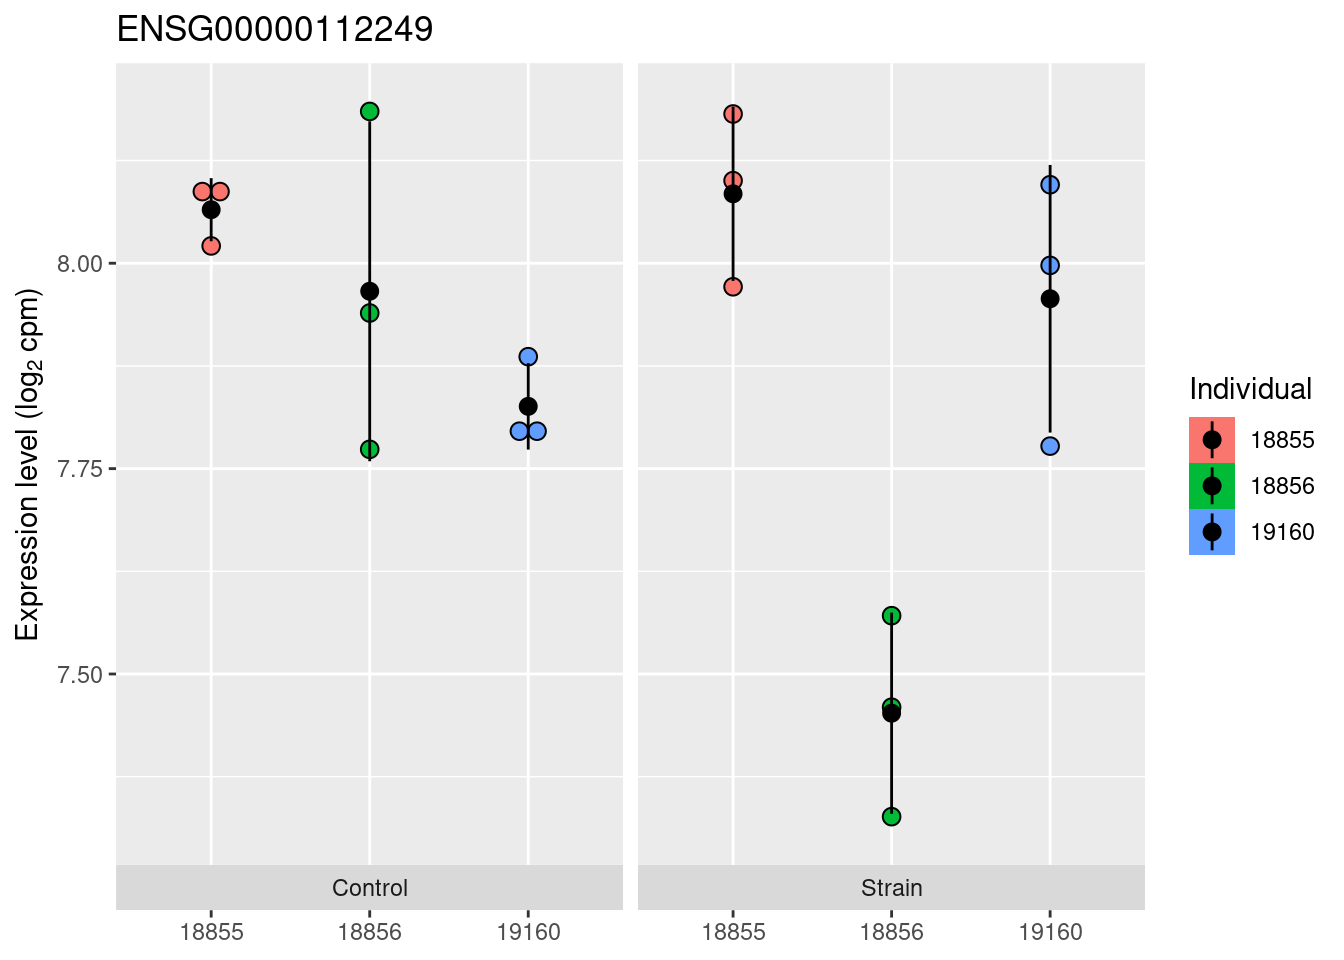 ENSG00000112249
Expression level (log₂ cpm)
8.00
7.75
7.50
Control
Strain
18855
18856
19160
18855
18856
19160
Individual
18855
18856
19160